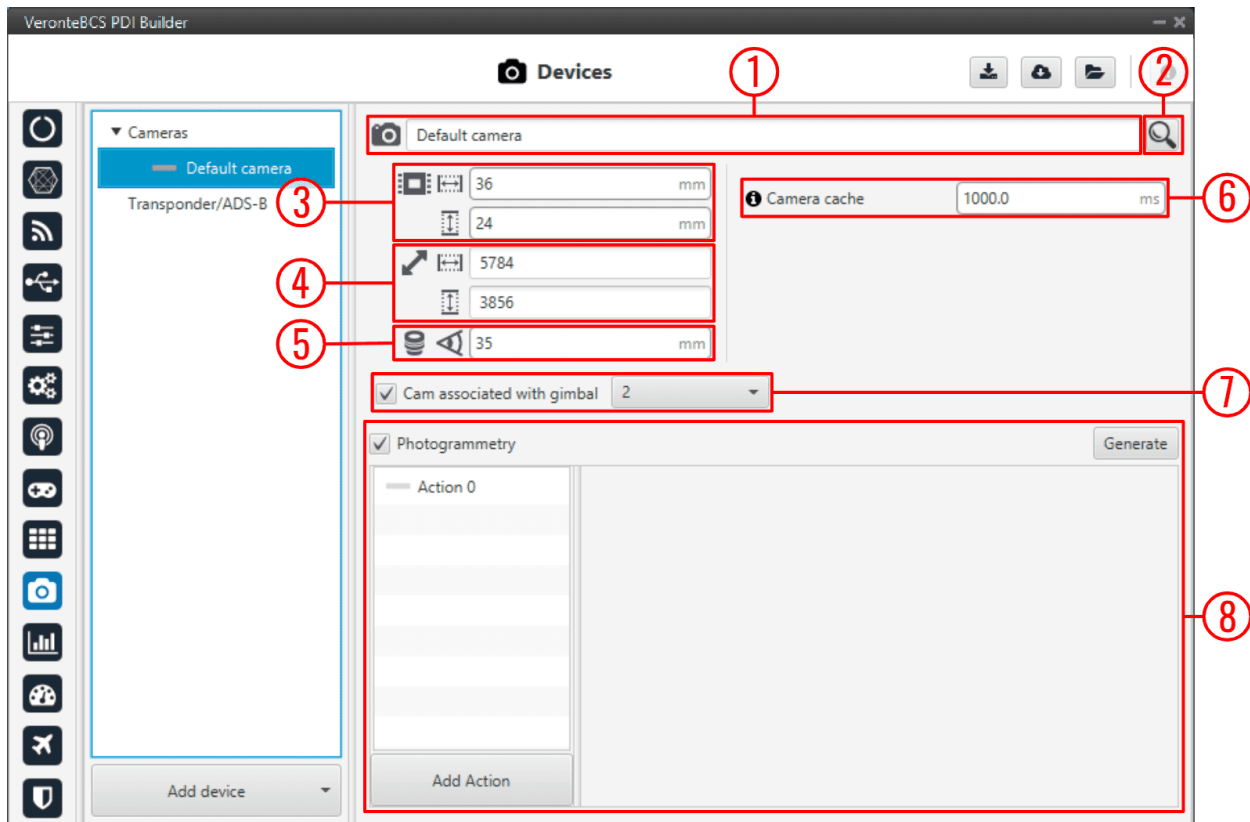 VeronteBCS PDI Builder
Devices
1
2
Cameras
Default camera
Transponder/ADS-B
Add device
Default camera
3
36 mm
24 mm
Camera cache 1000.0 ms
6
4
5784
3856
5
35 mm
Cam associated with gimbal 2
7
Photogrammetry
Generate
Action 0
8
Add Action